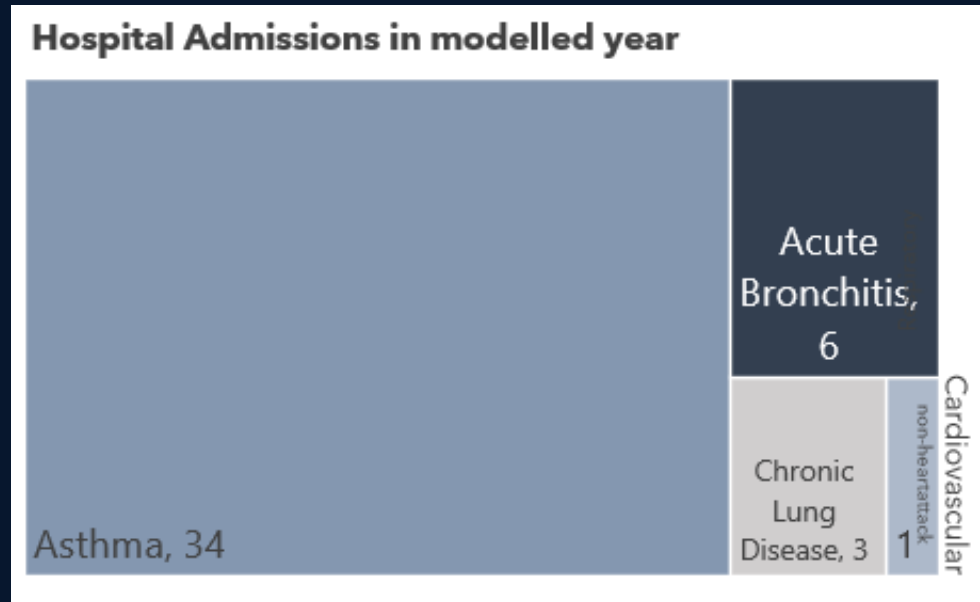 Hospital Admissions in modelled year
Acute
Bronchitis,
6
Asthma, 34
Chronic
Lung
Disease, 3
1
non-heartattack
Cardiovascular